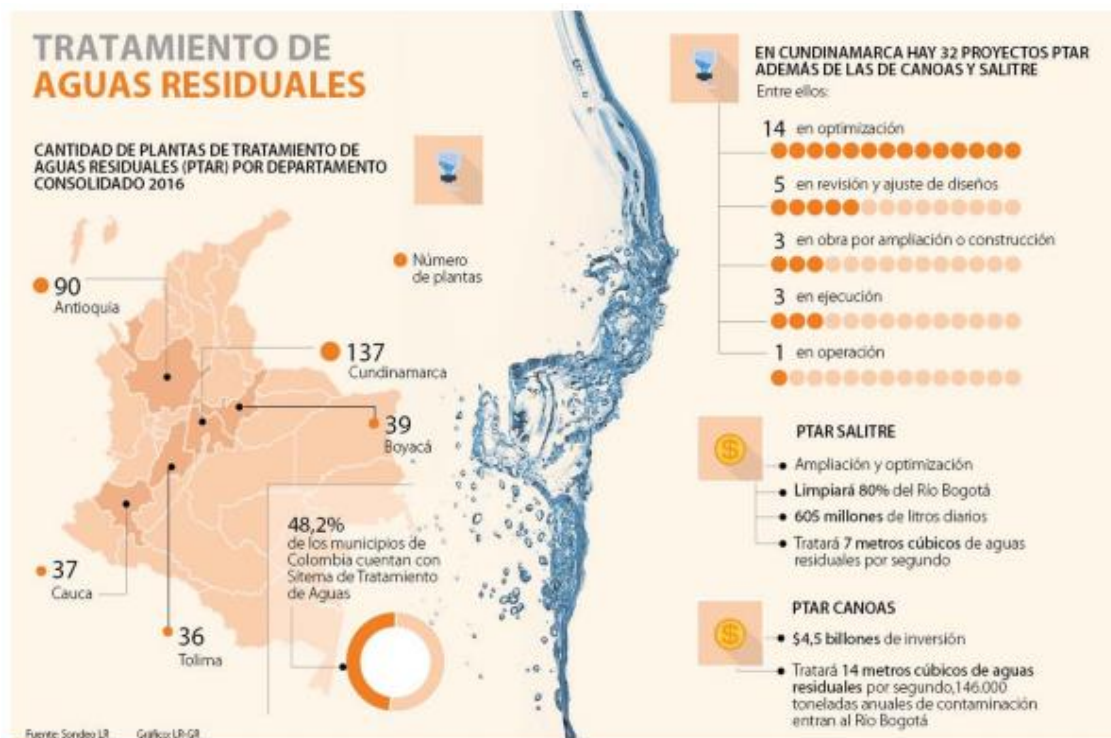 TRATAMIENTO DE
AGUAS RESIDUALES
CANTIDAD DE PLANTAS DE TRATAMIENTO DE
AGUAS RESIDUALES (PTAR) POR DEPARTAMENTO
CONSOLIDADO 2016
Número
de plantas
90
Antioquia
137
Cundinamarca
39
Boyacá
37
Cauca
36
Tolima
48,2%
de los municipios de
Colombia cuentan con
Sitema de Tratamiento
de Aguas
Fuente: Sondeo LR
Gráfico: LR-GR
EN CUNDINAMARCA HAY 32 PROYECTOS PTAR
ADEMÁS DE LAS DE CANOAS Y SALITRE
Entre ellos:
14 en optimización
5 en revisión y ajuste de diseños
3 en obra por ampliación o construcción
3 en ejecución
1 en operación
$
PTAR SALITRE
Ampliación y optimización
Limpiará 80% del Río Bogotá
605 millones de litros diarios
Tratará 7 metros cúbicos de aguas
residuales por segundo
$
PTAR CANOAS
$4,5 billones de inversión
Tratará 14 metros cúbicos de aguas
residuales por segundo,146.000
toneladas anuales de contaminación
entran al Río Bogotá